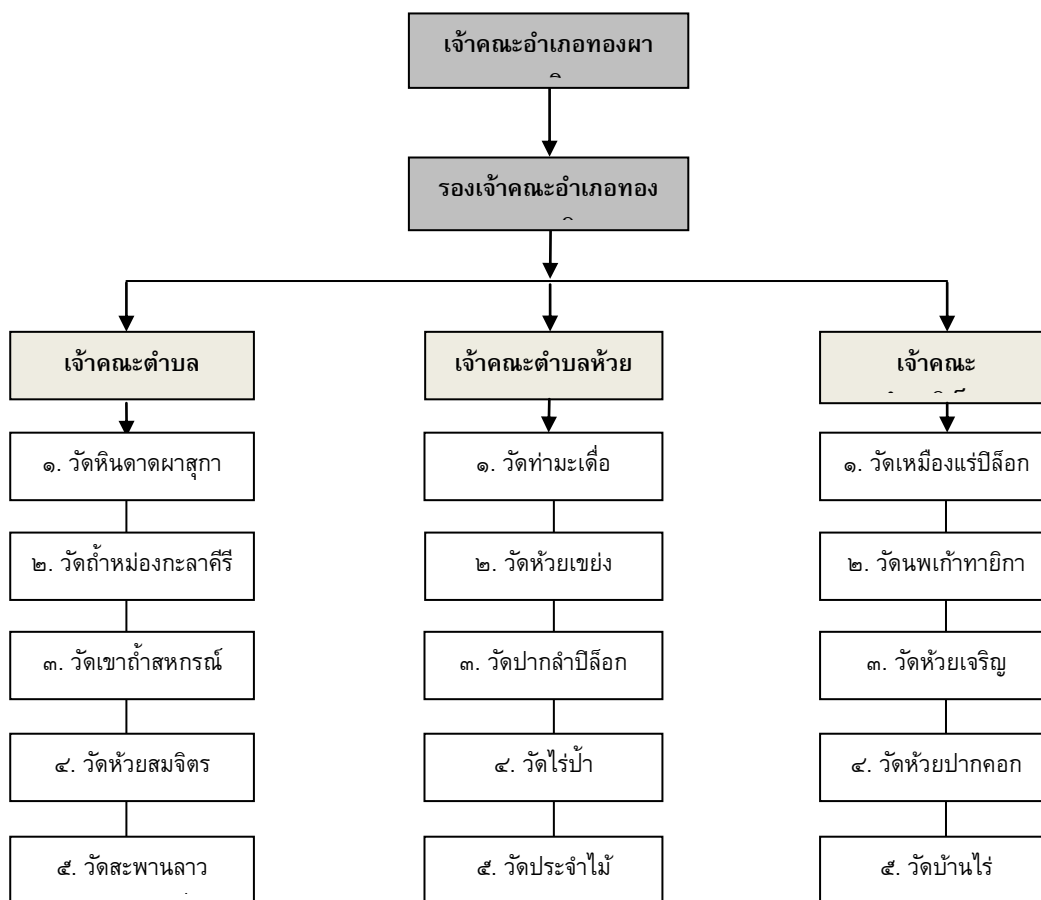 เจ้าคณะอำเภอทองผา
รองเจ้าคณะอำเภอทอง
เจ้าคณะตำบล
เจ้าคณะตำบลห้วย
เจ้าคณะ
๑. วัดหินดาดผาสุกา
๑. วัดท่ามะเดื่อ
๑. วัดเหมืองแร่ปิล็อก
๒. วัดถ้ำหม่องกะลาคีรี
๒. วัดห้วยเขย่ง
๒. วัดนพเก้าทายิกา
๓. วัดเขาถ้ำสหกรณ์
๓. วัดปากลำปิล็อก
๓. วัดห้วยเจริญ
๔. วัดห้วยสมจิตร
๔. วัดไร่ป้า
๔. วัดห้วยปากคอก
๕. วัดสะพานลาว
๕. วัดประจำไม้
๕. วัดบ้านไร่